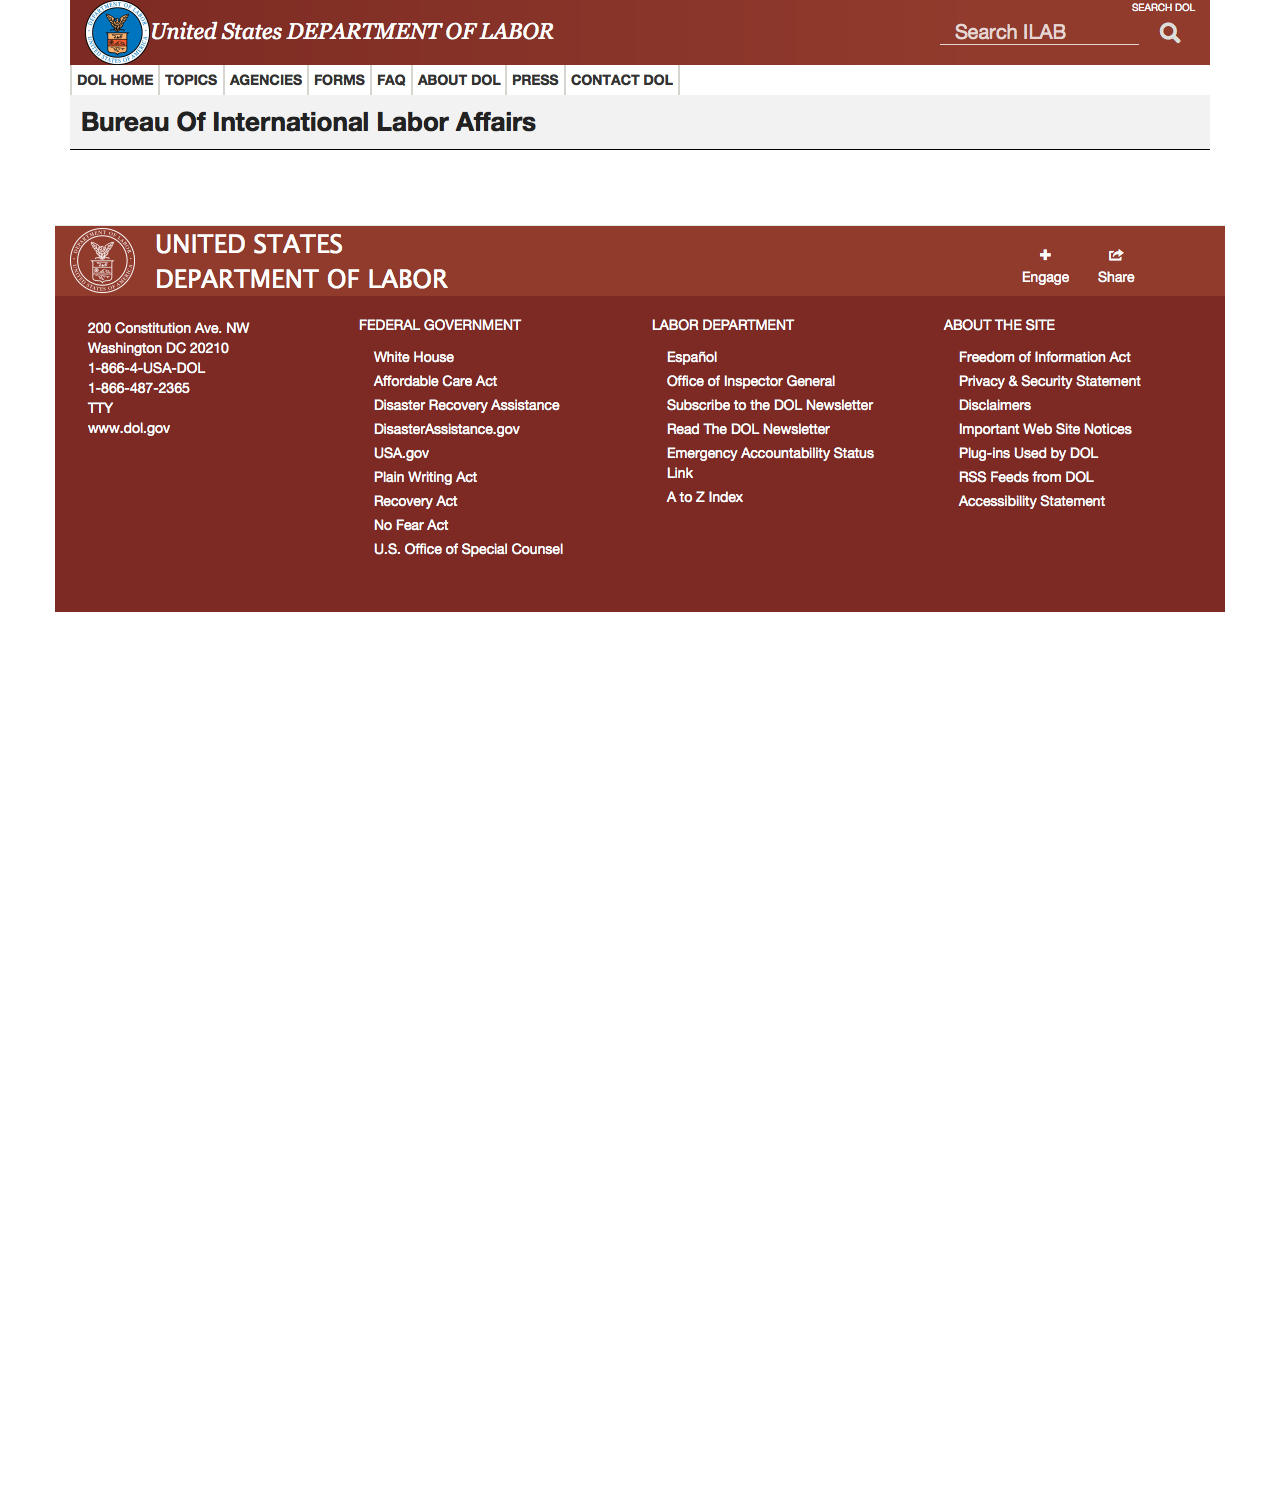 SEARCH DOL
United States DEPARTMENT OF LABOR
Search ILAB
DOL HOME TOPICS AGENCIES FORMS FAQ ABOUT DOL PRESS CONTACT DOL
Bureau Of International Labor Affairs
UNITED STATES
DEPARTMENT OF LABOR
Engage Share
200 Constitution Ave. NW
Washington DC 20210
1-866-4-USA-DOL
1-866-487-2365
TTY
www.dol.gov
FEDERAL GOVERNMENT
White House
Affordable Care Act
Disaster Recovery Assistance
DisasterAssistance.gov
USA.gov
Plain Writing Act
Recovery Act
No Fear Act
U.S. Office of Special Counsel
LABOR DEPARTMENT
Español
Office of Inspector General
Subscribe to the DOL Newsletter
Read The DOL Newsletter
Emergency Accountability Status
Link
A to Z Index
ABOUT THE SITE
Freedom of Information Act
Privacy & Security Statement
Disclaimers
Important Web Site Notices
Plug-ins Used by DOL
RSS Feeds from DOL
Accessibility Statement